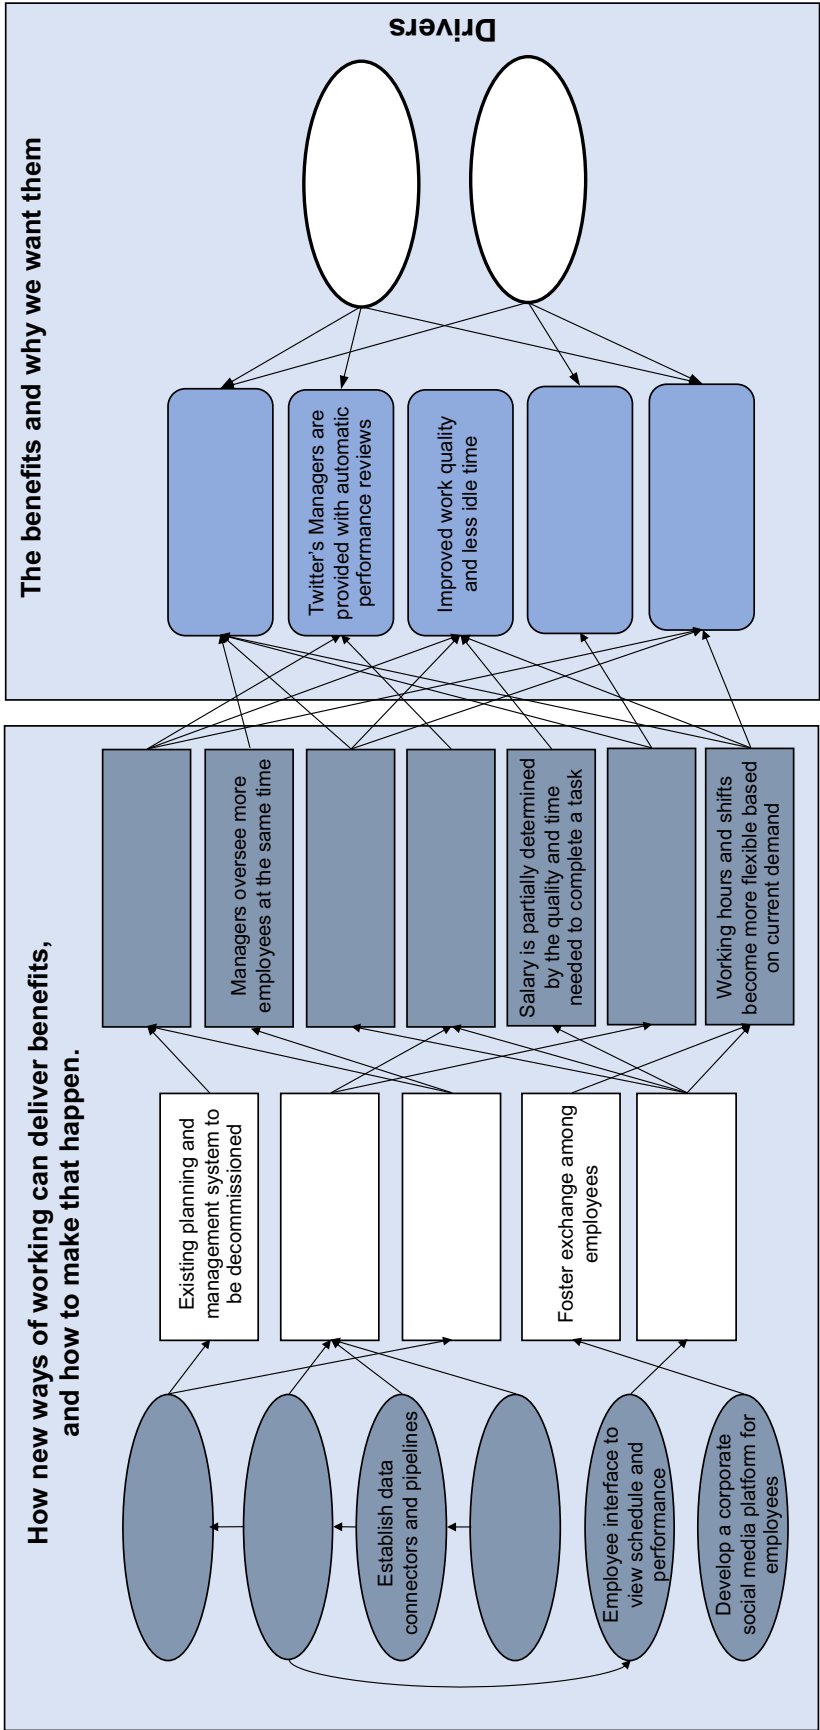 How new ways of working can deliver benefits,
and how to make that happen.
Establish data
connectors and pipelines
Employee interface to
view schedule and
performance
Develop a corporate
social media platform for
employees
Existing planning and
management system to
be decommissioned
Foster exchange among
employees
Managers oversee more
employees at the same time
Salary is partially determined
by the quality and time
needed to complete a task
Working hours and shifts
become more flexible based
on current demand
The benefits and why we want them
Twitter’s Managers are
provided with automatic
performance reviews
Improved work quality
and less idle time
Drivers